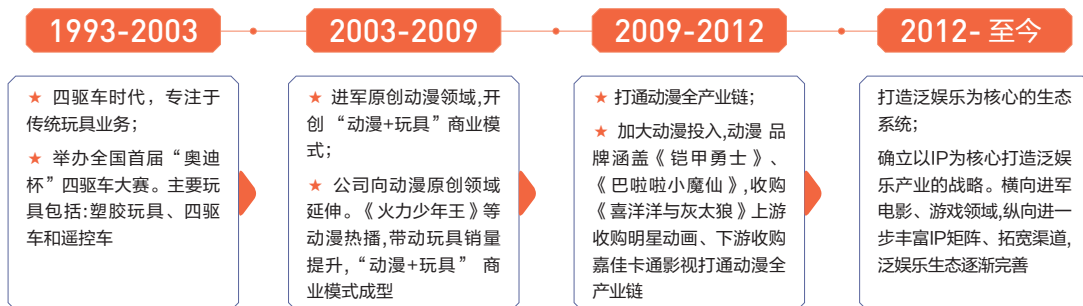 1993-2003
★ 四驱车时代，专注于
传统玩具业务；
★ 举办全国首届“奥迪
杯”四驱车大赛。主要玩
具包括:塑胶玩具、四驱
车和遥控车
2003-2009
★ 进军原创动漫领域,开
创“动漫+玩具”商业模
式；
★ 公司向动漫原创领域
延伸。《火力少年王》等
动漫热播,带动玩具销量
提升,“动漫+玩具” 商
业模式成型
2009-2012
★ 打通动漫全产业链；
★ 加大动漫投入,动漫 品
牌涵盖《铠甲勇士》、
《巴啦啦小魔仙》,收购
《喜洋洋与灰太狼》上游
收购明星动画、下游收购
嘉佳卡通影视打通动漫全
产业链
2012- 至今
打造泛娱乐为核心的生态
系统；
确立以IP为核心打造泛娱
乐产业的战略。横向进军
电影、游戏领域,纵向进一
步丰富IP矩阵、拓宽渠道,
泛娱乐生态逐渐完善